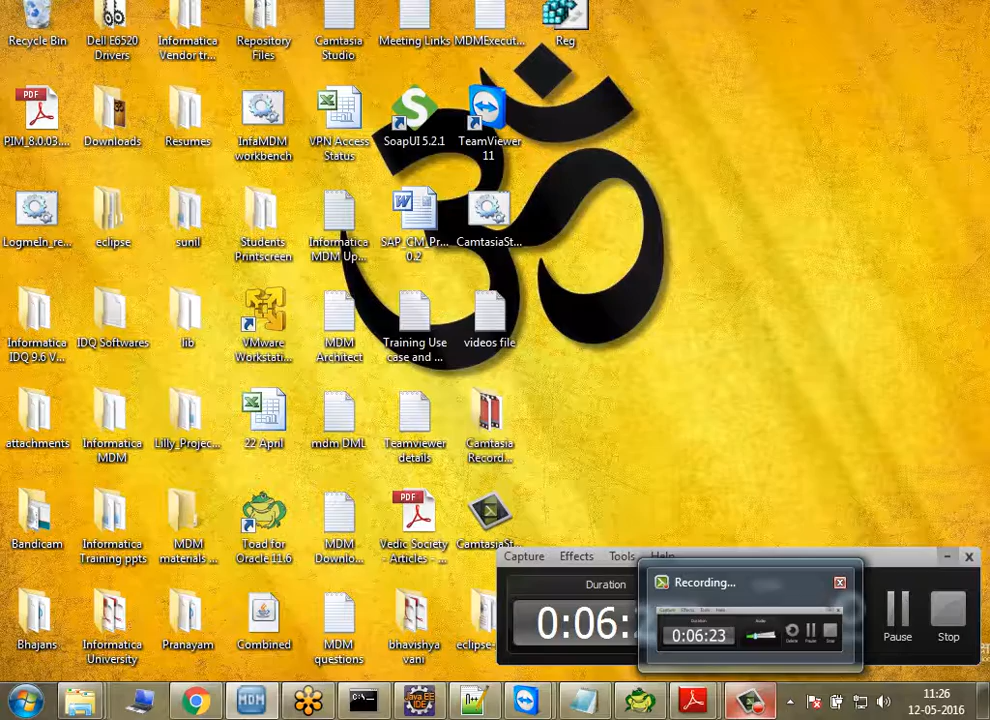 Recycle Bin
Dell E6520
Drivers
Informatica
Vendor tr...
Repository
Files
Camtasia
Studio
Meeting Links
MDMExecut...
Reg
PDF
PIM_8.0.03....
Downloads
Resumes
InfaMDM
workbench
VPN Access
Status
SoapUI 5.2.1
TeamViewer
11
LogmeIn_re...
eclipse
sunil
Students
Printscreen
Informatica
MDM Up...
SAP_CM_Pr...
0.2
CamtasiaSt...
ॐ
Informatica
IDQ 9.6 V...
IDQ Softwares
lib
VMware
Workstati...
MDM
Architect
Training Use
case and ...
videos file
attachments
Informatica
MDM
Lilly_Projec...
22 April
mdm DML
Teamviewer
details
Camtasia
Record...
Bandicam
Informatica
Training ppts
MDM
materials ...
Toad for
Oracle 11.6
MDM
Downlo...
PDF
Vedic Society
Articles - ...
CamtasiaSt...
Bhajans
Informatica
University
Pranayam
Combined
MDM
questions
bhavishya
vani
eclipse-
Capture Effects Tools Help
Duration
0:06:
Pause
Stop
Recording...
0:06:23
MDM
Java EE
IDE
11:26
12-05-2016